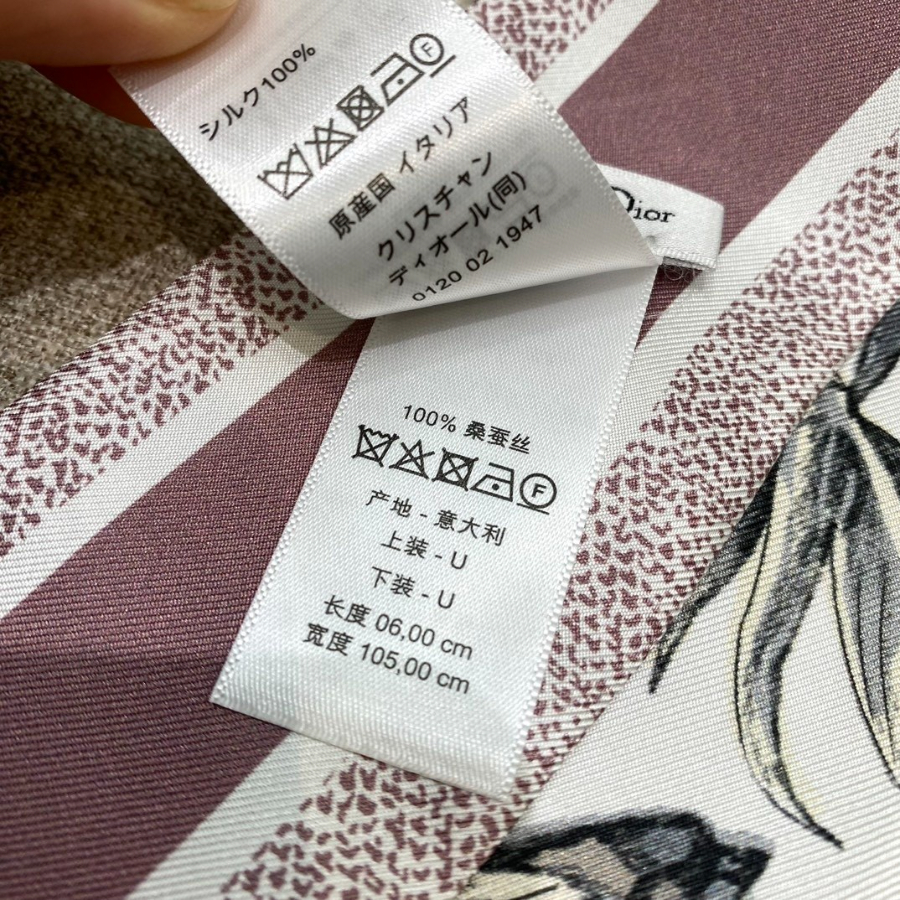 シルク100%
原産国 イタリア
クリスチャン
ディオール(同)
0120 02 1947
Dior
100% 桑蚕丝
F
产地 - 意大利
上装 - U
下装 - U
长度 06,00 cm
宽度 105,00 cm